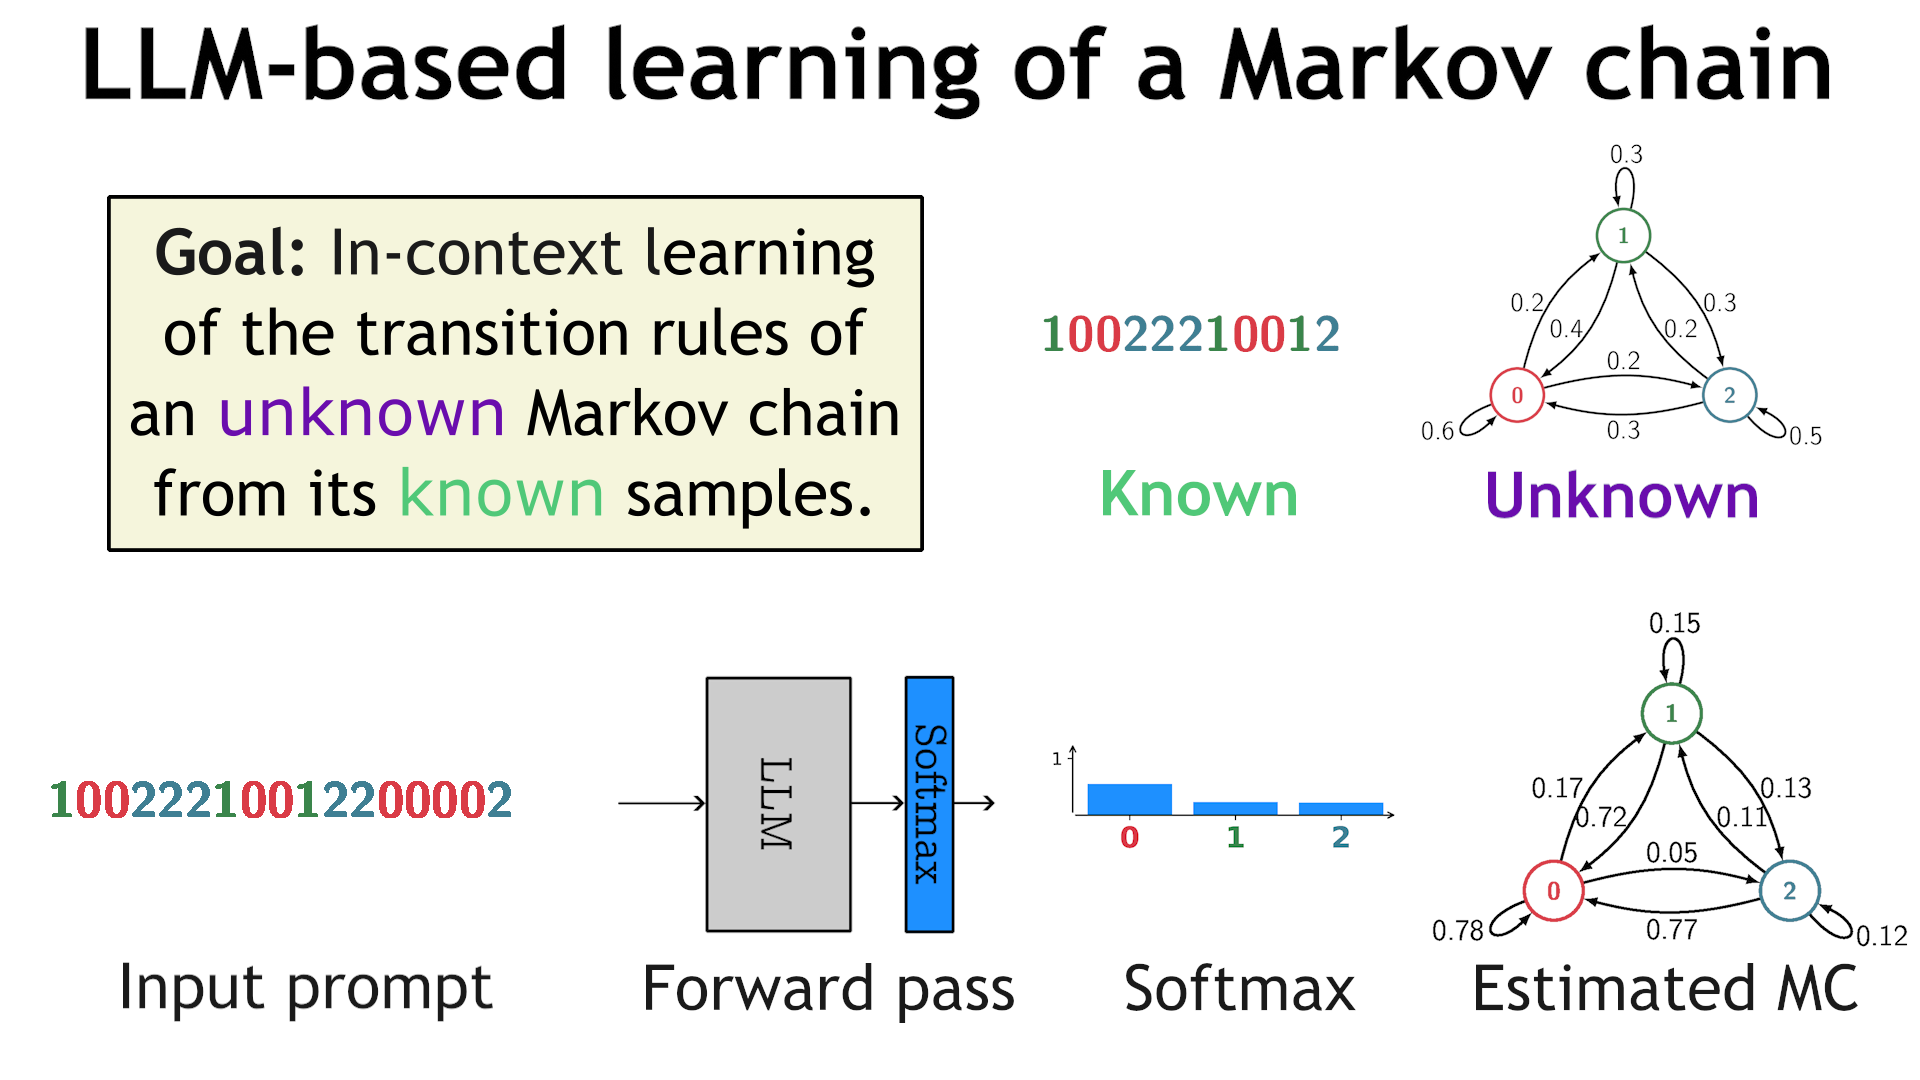 LLM-based learning of a Markov chain
Goal: In-context learning
of the transition rules of
an unknown Markov chain
from its known samples.
10022210012
Known
0.3
1
0.2
0.3
0.4
0.2
0.2
0
2
0.6
0.3
0.5
Unknown
10022210012200002
Input prompt
LLM
Softmax
Forward pass
1
0 1 2
Softmax
0.15
1
0.17
0.13
0.72
0.11
0.05
0
2
0.78
0.77
0.12
Estimated MC